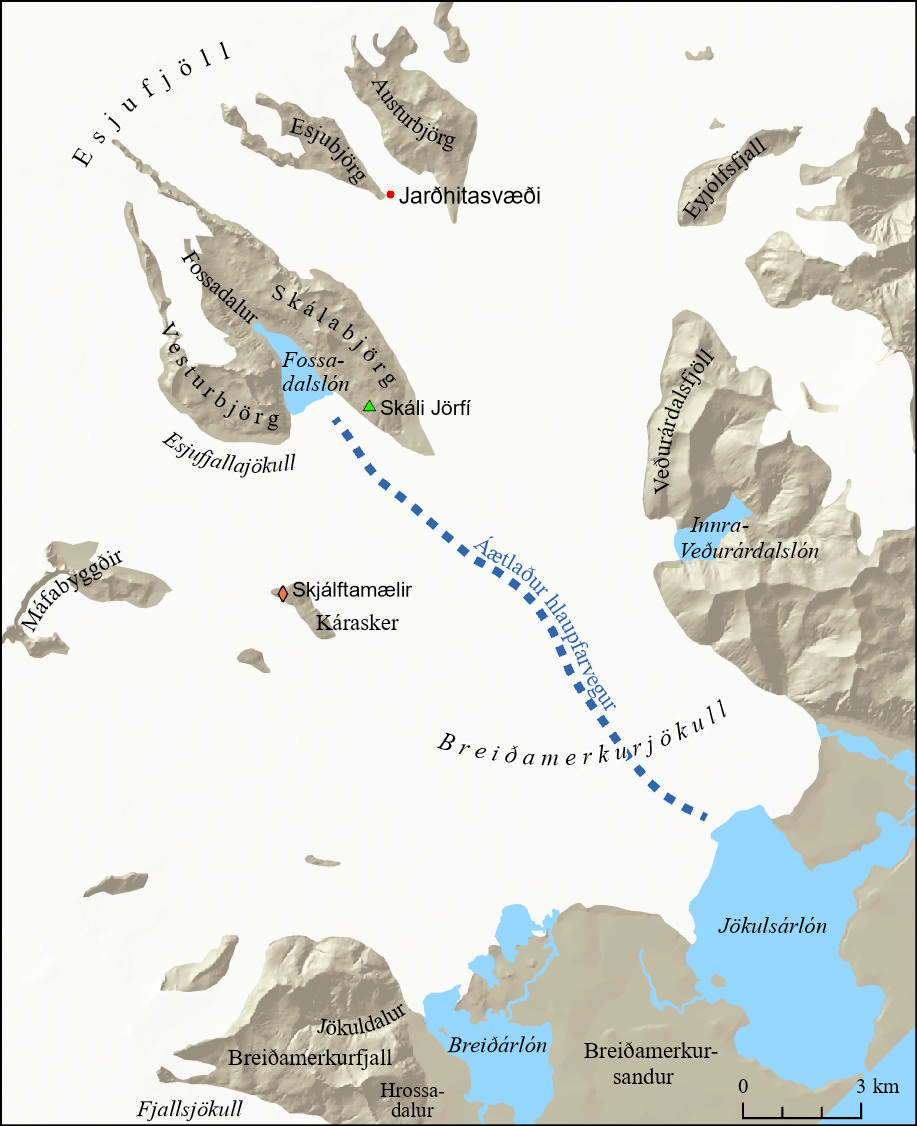 Esjufjöll
Austurbjörg
Esjubjörg
Eyjólfsfjall
Jarðhitasvæði
Fossadalur
Skálabjörg
Vesturbjörg
Fossa-
dalslón
Skáli Jörfí
Veðurárdalsfjöll
Esjufjallajökull
Innra-
Veðurárdalslón
Áætlaður hlaupfarvegur
Máfabyggðir
Skjálftamælir
Kárasker
Breiðamerkurjökull
Jökulsárlón
Jökuldalur
Breiðamerkurfjall
Breiðárlón
Breiðamerkur-
sandur
Hrossa-
dalur
Fjallsjökull
0 3 km